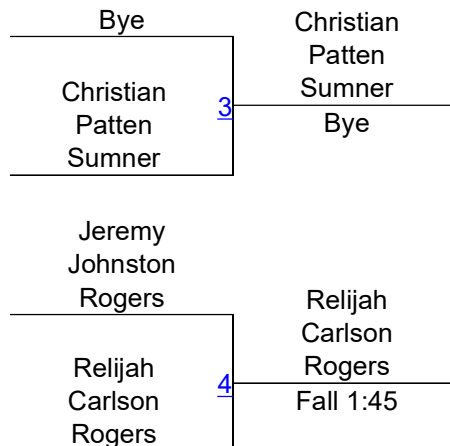 Bye
Christian
Patten
Sumner
3
Christian
Patten
Sumner
Bye
Jeremy
Johnston
Rogers
Relijah
Carlson
Rogers
4
Relijah
Carlson
Rogers
Fall 1:45